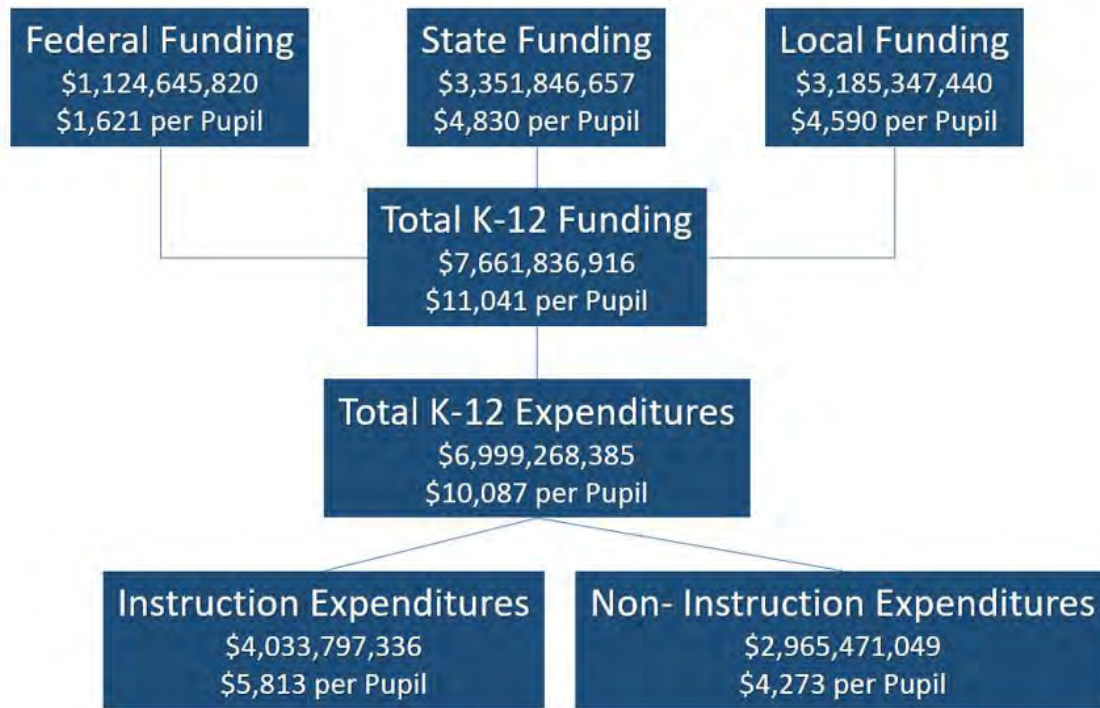 Federal Funding
$1,124,645,820
$1,621 per Pupil
State Funding
$3,351,846,657
$4,830 per Pupil
Local Funding
$3,185,347,440
$4,590 per Pupil
Total K-12 Funding
$7,661,836,916
$11,041 per Pupil
Total K-12 Expenditures
$6,999,268,385
$10,087 per Pupil
Instruction Expenditures
$4,033,797,336
$5,813 per Pupil
Non- Instruction Expenditures
$2,965,471,049
$4,273 per Pupil